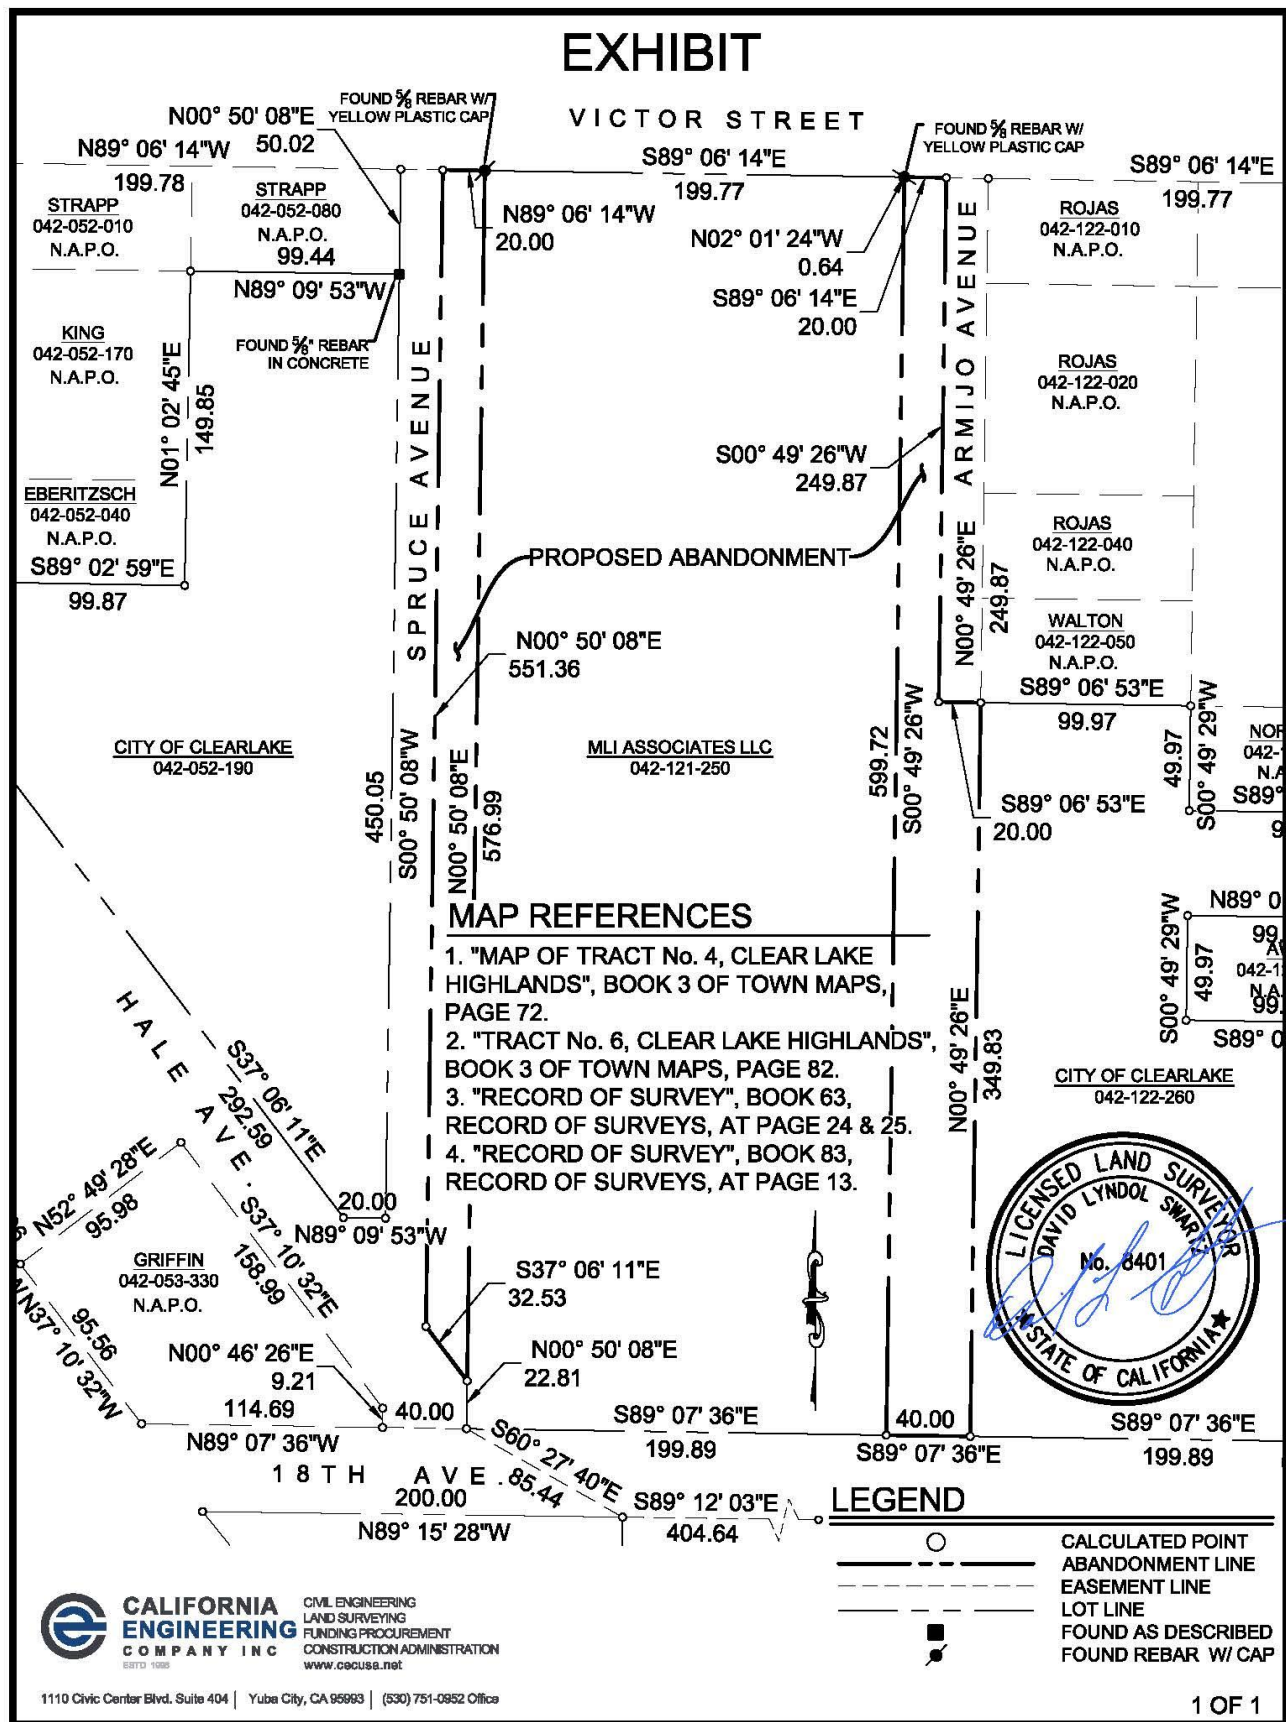 EXHIBIT
VICTOR STREET
FOUND ⅝ REBAR W/
YELLOW PLASTIC CAP
FOUND ⅝ REBAR W/
YELLOW PLASTIC CAP
N00° 50' 08"E
50.02
N89° 06' 14"W
199.78
S89° 06' 14"E
199.77
S89° 06' 14"E
199.77
STRAPP
042-052-010
N.A.P.O.
STRAPP
042-052-080
N.A.P.O.
99.44
N89° 09' 53"W
N89° 06' 14"W
20.00
N02° 01' 24"W
0.64
S89° 06' 14"E
20.00
ROJAS
042-122-010
N.A.P.O.
KING
042-052-170
N.A.P.O.
FOUND ⅝" REBAR
IN CONCRETE
N01° 02' 45"E
149.85
SPRUCE AVENUE
ARMIJO AVENUE
ROJAS
042-122-020
N.A.P.O.
S00° 49' 26"W
249.87
EBERITZSCH
042-052-040
N.A.P.O.
S89° 02' 59"E
99.87
PROPOSED ABANDONMENT
N00° 49' 26"E
249.87
ROJAS
042-122-040
N.A.P.O.
WALTON
042-122-050
N.A.P.O.
S89° 06' 53"E
99.97
N00° 50' 08"E
551.36
CITY OF CLEARLAKE
042-052-190
MLI ASSOCIATES LLC
042-121-250
450.05
S00° 50' 08"W
N00° 50' 08"E
576.99
599.72
S00° 49' 26"W
S89° 06' 53"E
20.00
49.97
S00° 49' 29"W
NOR
042-
N.A
S89°
9
MAP REFERENCES
1. "MAP OF TRACT No. 4, CLEAR LAKE
HIGHLANDS", BOOK 3 OF TOWN MAPS,
PAGE 72.
2. "TRACT No. 6, CLEAR LAKE HIGHLANDS",
BOOK 3 OF TOWN MAPS, PAGE 82.
3. "RECORD OF SURVEY", BOOK 63,
RECORD OF SURVEYS, AT PAGE 24 & 25.
4. "RECORD OF SURVEY", BOOK 83,
RECORD OF SURVEYS, AT PAGE 13.
N89° 0
99.
042-1
N.A.
99.
S89° 0
S00° 49' 29"W
49.97
N00° 49' 26"E
349.83
CITY OF CLEARLAKE
042-122-260
HALE AVE.
S37° 06' 11"E
292.59
20.00
N89° 09' 53"W
N52° 49' 28"E
95.98
S37° 10' 32"E
158.99
GRIFFIN
042-053-330
N.A.P.O.
95.56
N37° 10' 32"W
S37° 06' 11"E
32.53
N00° 50' 08"E
22.81
N00° 46' 26"E
9.21
114.69
N89° 07' 36"W
40.00
S89° 07' 36"E
199.89
40.00
S89° 07' 36"E
S89° 07' 36"E
199.89
LICENSED LAND SURVEYOR
DAVID LYNDOL SWARTZ
No. 8401
STATE OF CALIFORNIA
18TH AVE.
S60° 27' 40"E
85.44
200.00
N89° 15' 28"W
S89° 12' 03"E
404.64
LEGEND
CALCULATED POINT
ABANDONMENT LINE
EASEMENT LINE
LOT LINE
FOUND AS DESCRIBED
FOUND REBAR W/ CAP
CALIFORNIA
ENGINEERING
COMPANY INC
ESTD 1995
CIVIL ENGINEERING
LAND SURVEYING
FUNDING PROCUREMENT
CONSTRUCTION ADMINISTRATION
www.cecusa.net
1110 Civic Center Blvd. Suite 404 | Yuba City, CA 95993 | (530) 751-0952 Office
1 OF 1